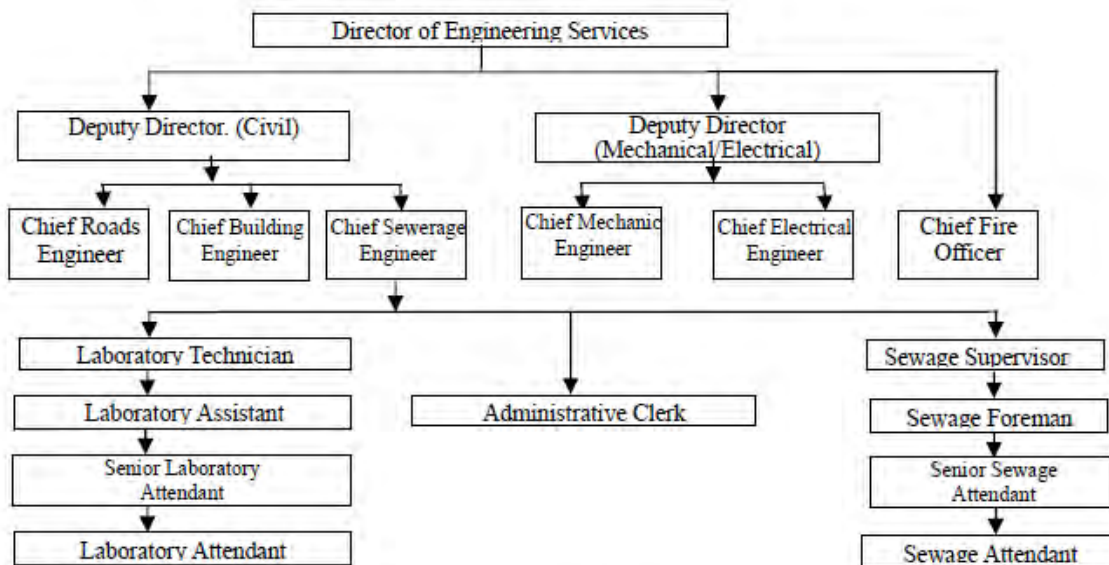 Director of Engineering Services
Deputy Director. (Civil)
Deputy Director
(Mechanical/Electrical)
Chief Roads
Engineer
Chief Building
Engineer
Chief Sewerage
Engineer
Chief Mechanic
Engineer
Chief Electrical
Engineer
Chief Fire
Officer
Laboratory Technician
Sewage Supervisor
Laboratory Assistant
Administrative Clerk
Sewage Foreman
Senior Laboratory
Attendant
Senior Sewage
Attendant
Laboratory Attendant
Sewage Attendant